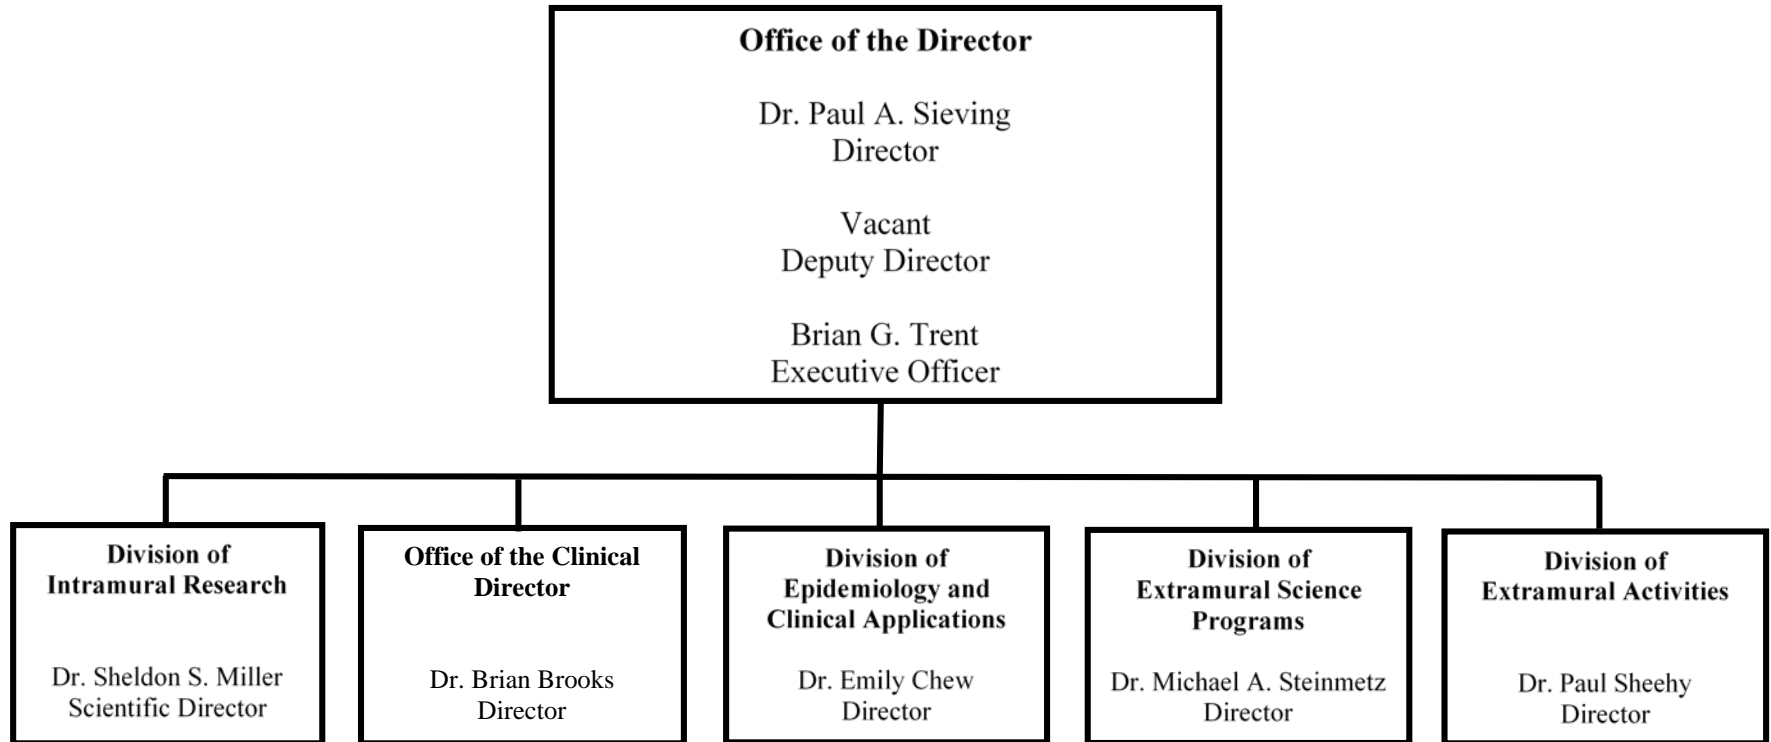 Office of the Director
Dr. Paul A. Sieving
Director
Vacant
Deputy Director
Brian G. Trent
Executive Officer
Division of
Intramural Research
Dr. Sheldon S. Miller
Scientific Director
Office of the Clinical
Director
Dr. Brian Brooks
Director
Division of
Epidemiology and
Clinical Applications
Dr. Emily Chew
Director
Division of
Extramural Science
Programs
Dr. Michael A. Steinmetz
Director
Division of
Extramural Activities
Dr. Paul Sheehy
Director